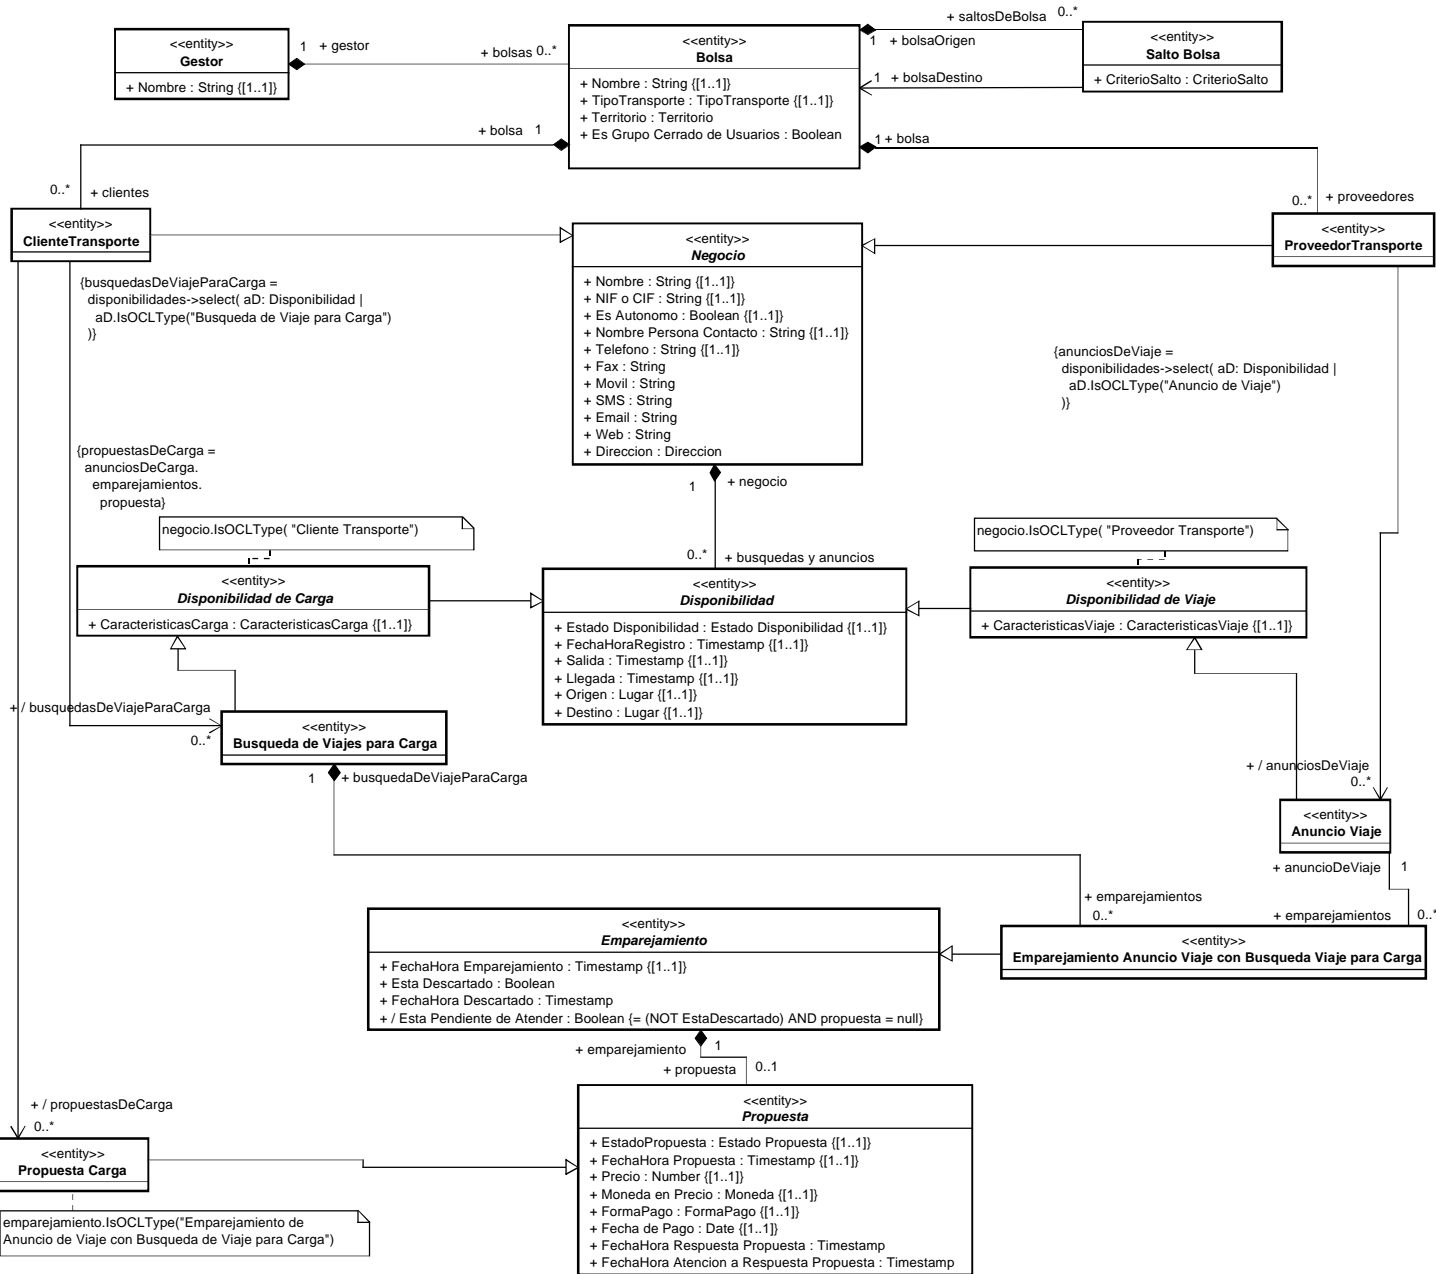 + saltosDeBolsa 0..*
<<entity>>
Gestor
+ Nombre : String {[1..1]}
1 + gestor
+ bolsas 0..*
<<entity>>
Bolsa
+ Nombre : String {[1..1]}
+ TipoTransporte : TipoTransporte {[1..1]}
+ Territorio : Territorio
+ Es Grupo Cerrado de Usuarios : Boolean
1 + bolsaOrigen
1 + bolsaDestino
<<entity>>
Salto Bolsa
+ CriterioSalto : CriterioSalto
+ bolsa 1
1 + bolsa
0..* + clientes
0..* + proveedores
<<entity>>
ClienteTransporte
<<entity>>
Negocio
+ Nombre : String {[1..1]}
+ NIF o CIF : String {[1..1]}
+ Es Autonomo : Boolean {[1..1]}
+ Nombre Persona Contacto : String {[1..1]}
+ Telefono : String {[1..1]}
+ Fax : String
+ Movil : String
+ SMS : String
+ Email : String
+ Web : String
+ Direccion : Direccion
<<entity>>
ProveedorTransporte
{busquedasDeViajeParaCarga =
disponibilidades->select( aD: Disponibilidad |
aD.IsOCLType("Busqueda de Viaje para Carga")
)}
{anunciosDeViaje =
disponibilidades->select( aD: Disponibilidad |
aD.IsOCLType("Anuncio de Viaje")
)}
{propuestasDeCarga =
anunciosDeCarga.
emparejamientos.
propuesta}
1 + negocio
negocio.IsOCLType( "Cliente Transporte")
negocio.IsOCLType( "Proveedor Transporte")
0..* + busquedas y anuncios
<<entity>>
Disponibilidad de Carga
+ CaracteristicasCarga : CaracteristicasCarga {[1..1]}
<<entity>>
Disponibilidad
+ Estado Disponibilidad : Estado Disponibilidad {[1..1]}
+ FechaHoraRegistro : Timestamp {[1..1]}
+ Salida : Timestamp {[1..1]}
+ Llegada : Timestamp {[1..1]}
+ Origen : Lugar {[1..1]}
+ Destino : Lugar {[1..1]}
<<entity>>
Disponibilidad de Viaje
+ CaracteristicasViaje : CaracteristicasViaje {[1..1]}
+ / busquedasDeViajeParaCarga
0..*
<<entity>>
Busqueda de Viajes para Carga
1 + busquedaDeViajeParaCarga
+ / anunciosDeViaje
0..*
<<entity>>
Anuncio Viaje
+ anuncioDeViaje 1
+ emparejamientos
0..*
+ emparejamientos 0..*
<<entity>>
Emparejamiento
+ FechaHora Emparejamiento : Timestamp {[1..1]}
+ Esta Descartado : Boolean
+ FechaHora Descartado : Timestamp
+ / Esta Pendiente de Atender : Boolean {= (NOT EstaDescartado) AND propuesta = null}
<<entity>>
Emparejamiento Anuncio Viaje con Busqueda Viaje para Carga
+ emparejamiento 1
+ propuesta 0..1
+ / propuestasDeCarga
0..*
<<entity>>
Propuesta Carga
emparejamiento.IsOCLType("Emparejamiento de
Anuncio de Viaje con Busqueda de Viaje para Carga")
<<entity>>
Propuesta
+ EstadoPropuesta : Estado Propuesta {[1..1]}
+ FechaHora Propuesta : Timestamp {[1..1]}
+ Precio : Number {[1..1]}
+ Moneda en Precio : Moneda {[1..1]}
+ FormaPago : FormaPago {[1..1]}
+ Fecha de Pago : Date {[1..1]}
+ FechaHora Respuesta Propuesta : Timestamp
+ FechaHora Atencion a Respuesta Propuesta : Timestamp